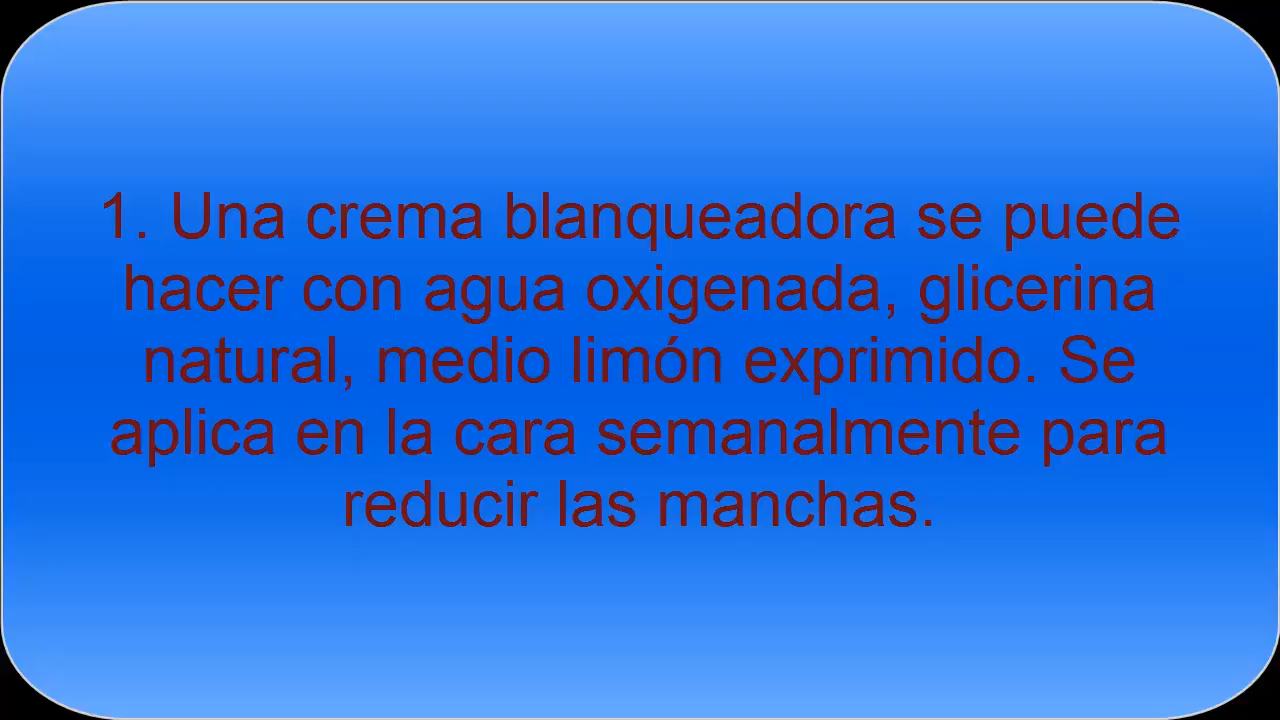 1. Una crema blanqueadora se puede
hacer con agua oxigenada, glicerina
natural, medio limón exprimido. Se
aplica en la cara semanalmente para
reducir las manchas.